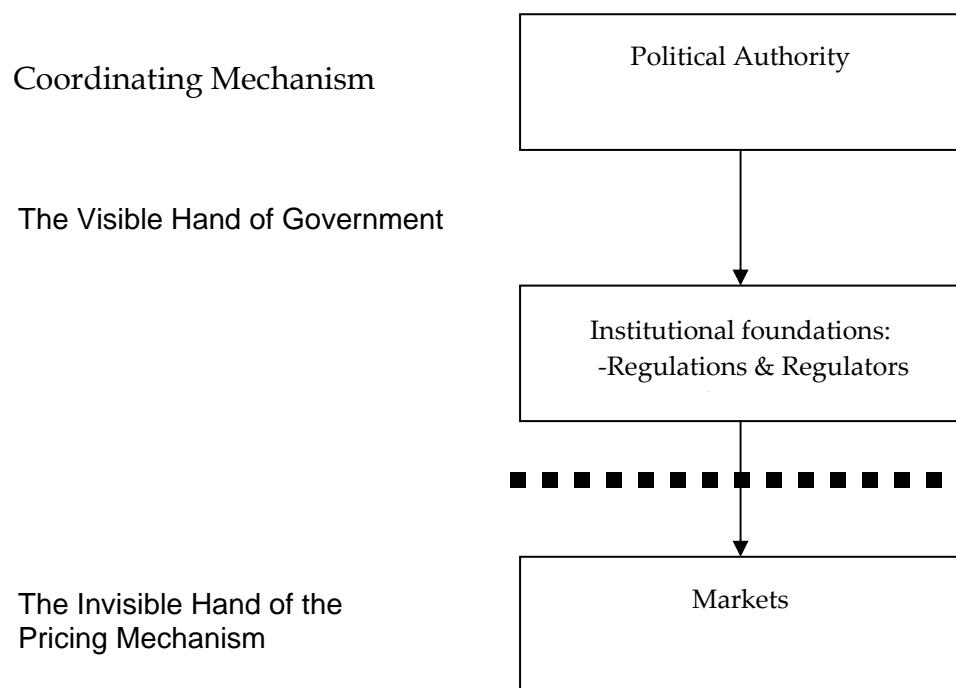 Political Authority
Coordinating Mechanism
The Visible Hand of Government
Institutional foundations:
-Regulations & Regulators
The Invisible Hand of the
Pricing Mechanism
Markets